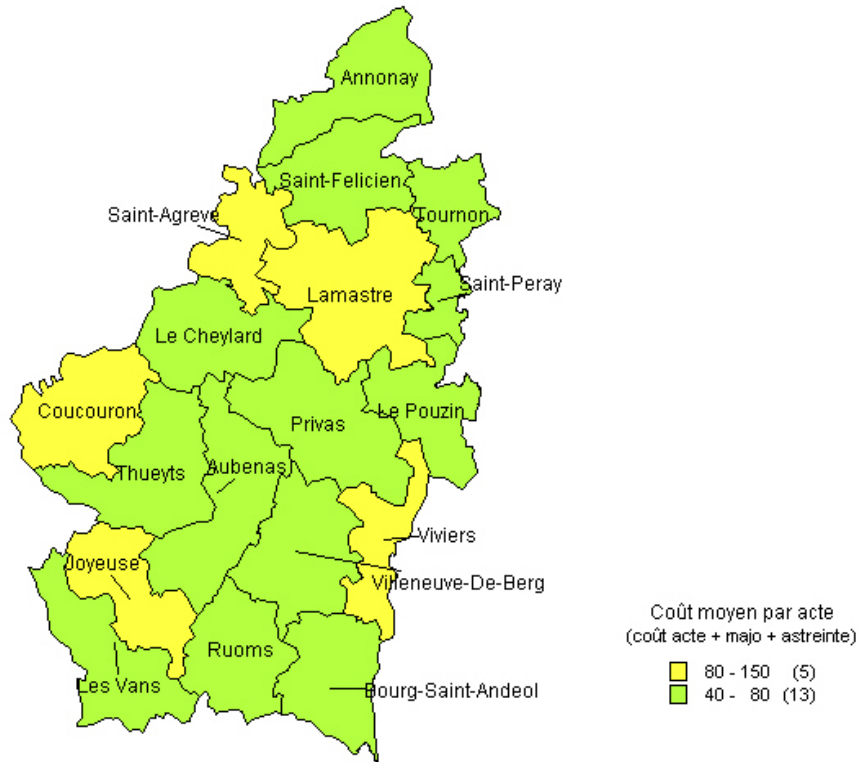 Annonay
Saint-Felicien
Saint-Agreve
Tournon
Saint-Peray
Lamastre
Le Cheylard
Coucouron
Le Pouzin
Privas
Thueyts
Aubenas
Viviers
Joyeuse
Villeneuve-De-Berg
Ruoms
Les Vans
Bourg-Saint-Andeol
Coût moyen par acte
(coût acte + majo + astreinte)
80 - 150 (5)
40 - 80 (13)